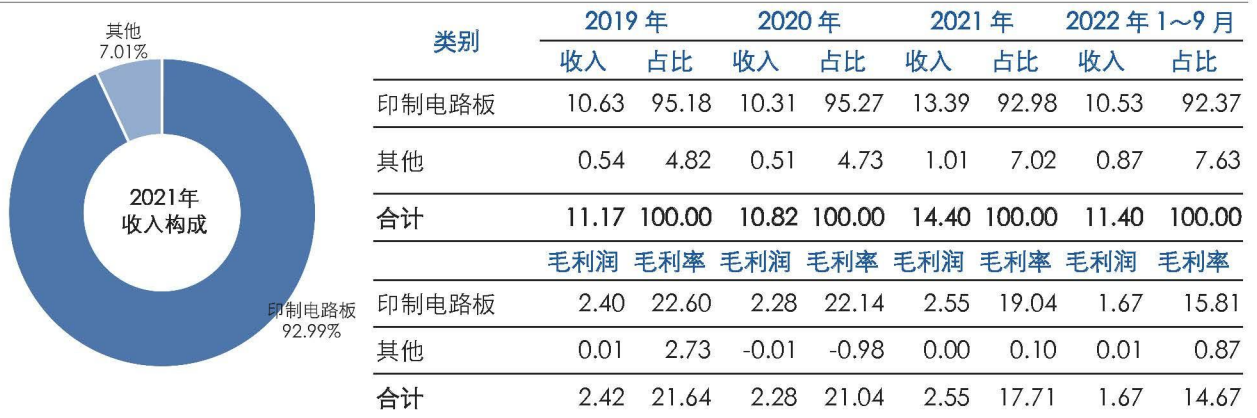 其他
7.01%
2021年
收入构成
印制电路板
92.99%
类别 2019 年 2020 年 2021 年 2022 年 1～9 月
收入 占比 收入 占比 收入 占比 收入 占比
印制电路板 10.63 95.18 10.31 95.27 13.39 92.98 10.53 92.37
其他 0.54 4.82 0.51 4.73 1.01 7.02 0.87 7.63
合计 11.17 100.00 10.82 100.00 14.40 100.00 11.40 100.00
毛利润 毛利率 毛利润 毛利率 毛利润 毛利率 毛利润 毛利率
印制电路板 2.40 22.60 2.28 22.14 2.55 19.04 1.67 15.81
其他 0.01 2.73 -0.01 -0.98 0.00 0.10 0.01 0.87
合计 2.42 21.64 2.28 21.04 2.55 17.71 1.67 14.67